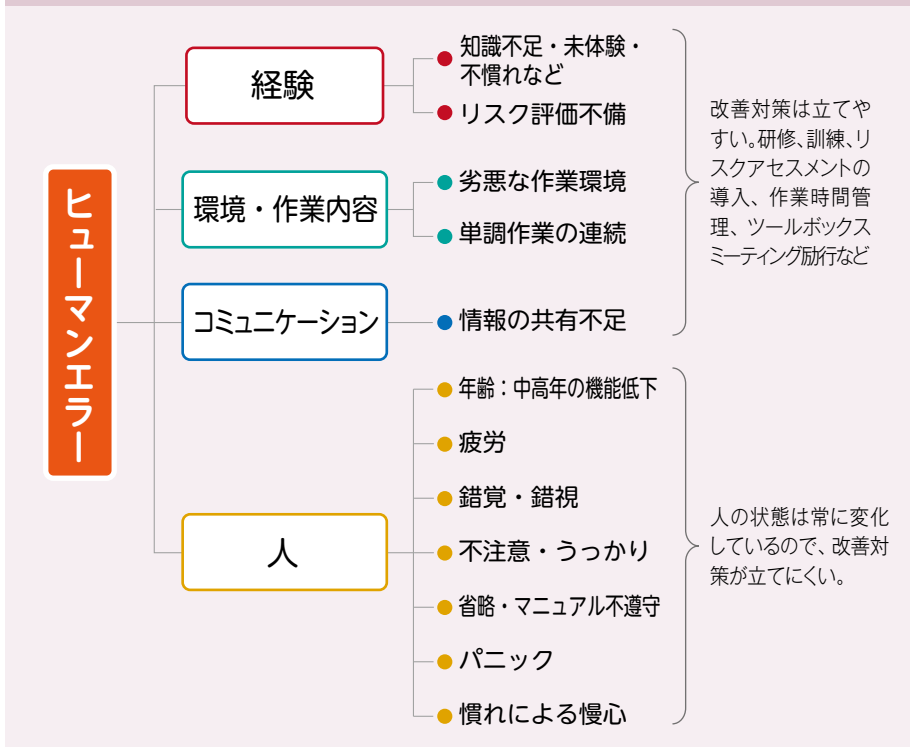 ヒューマンエラー
経験
知識不足・未体験・
不慣れなど
リスク評価不備
環境・作業内容
劣悪な作業環境
単調作業の連続
コミュニケーション
情報の共有不足
改善対策は立てや
すい。研修、訓練、リ
スクアセスメントの
導入、作業時間管
理、ツールボックス
ミーティング励行など
人
年齢：中高年の機能低下
疲労
錯覚・錯視
不注意・うっかり
省略・マニュアル不遵守
パニック
慣れによる慢心
人の状態は常に変化
しているので、改善対
策が立てにくい。